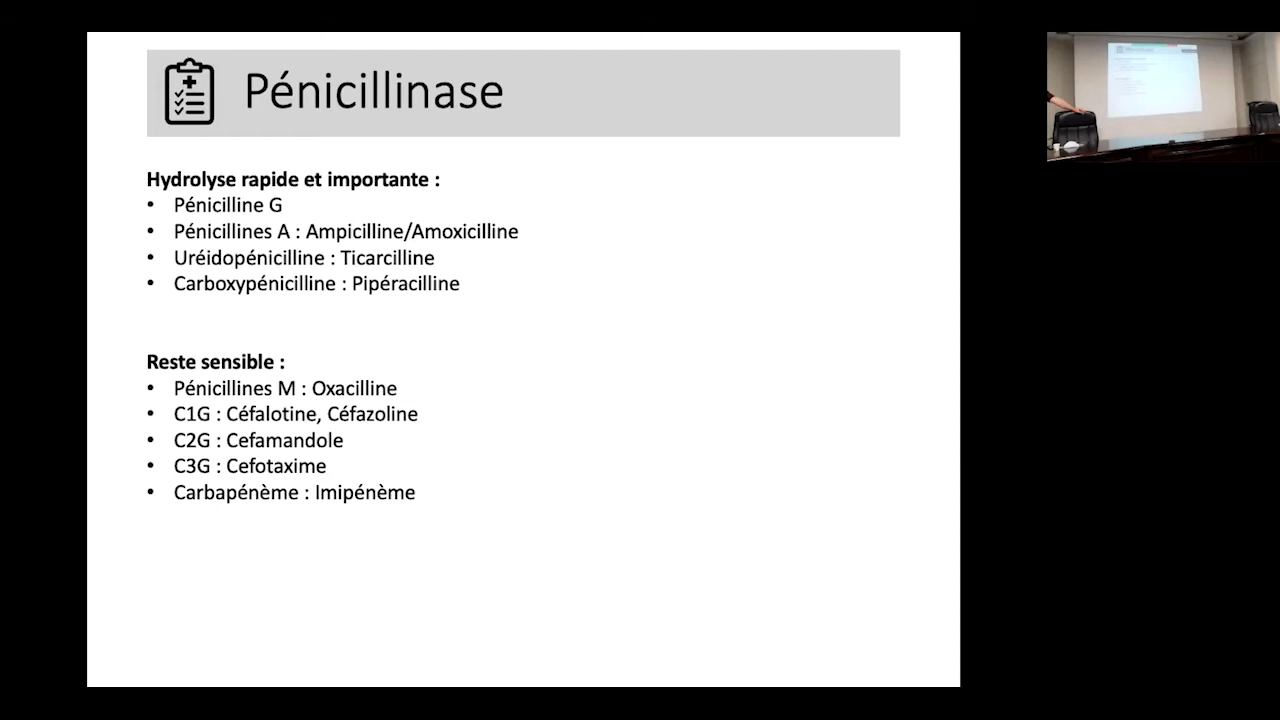 Pénicillinase
Hydrolyse rapide et importante :
• Pénicilline G
• Pénicillines A : Ampicilline/Amoxicilline
• Uréidopénicilline : Ticarcilline
• Carboxypénicilline : Pipéracilline
Reste sensible :
• Pénicillines M : Oxacilline
• C1G : Céfalotine, Céfazoline
• C2G : Cefamandole
• C3G : Cefotaxime
• Carbapénème : Imipénème